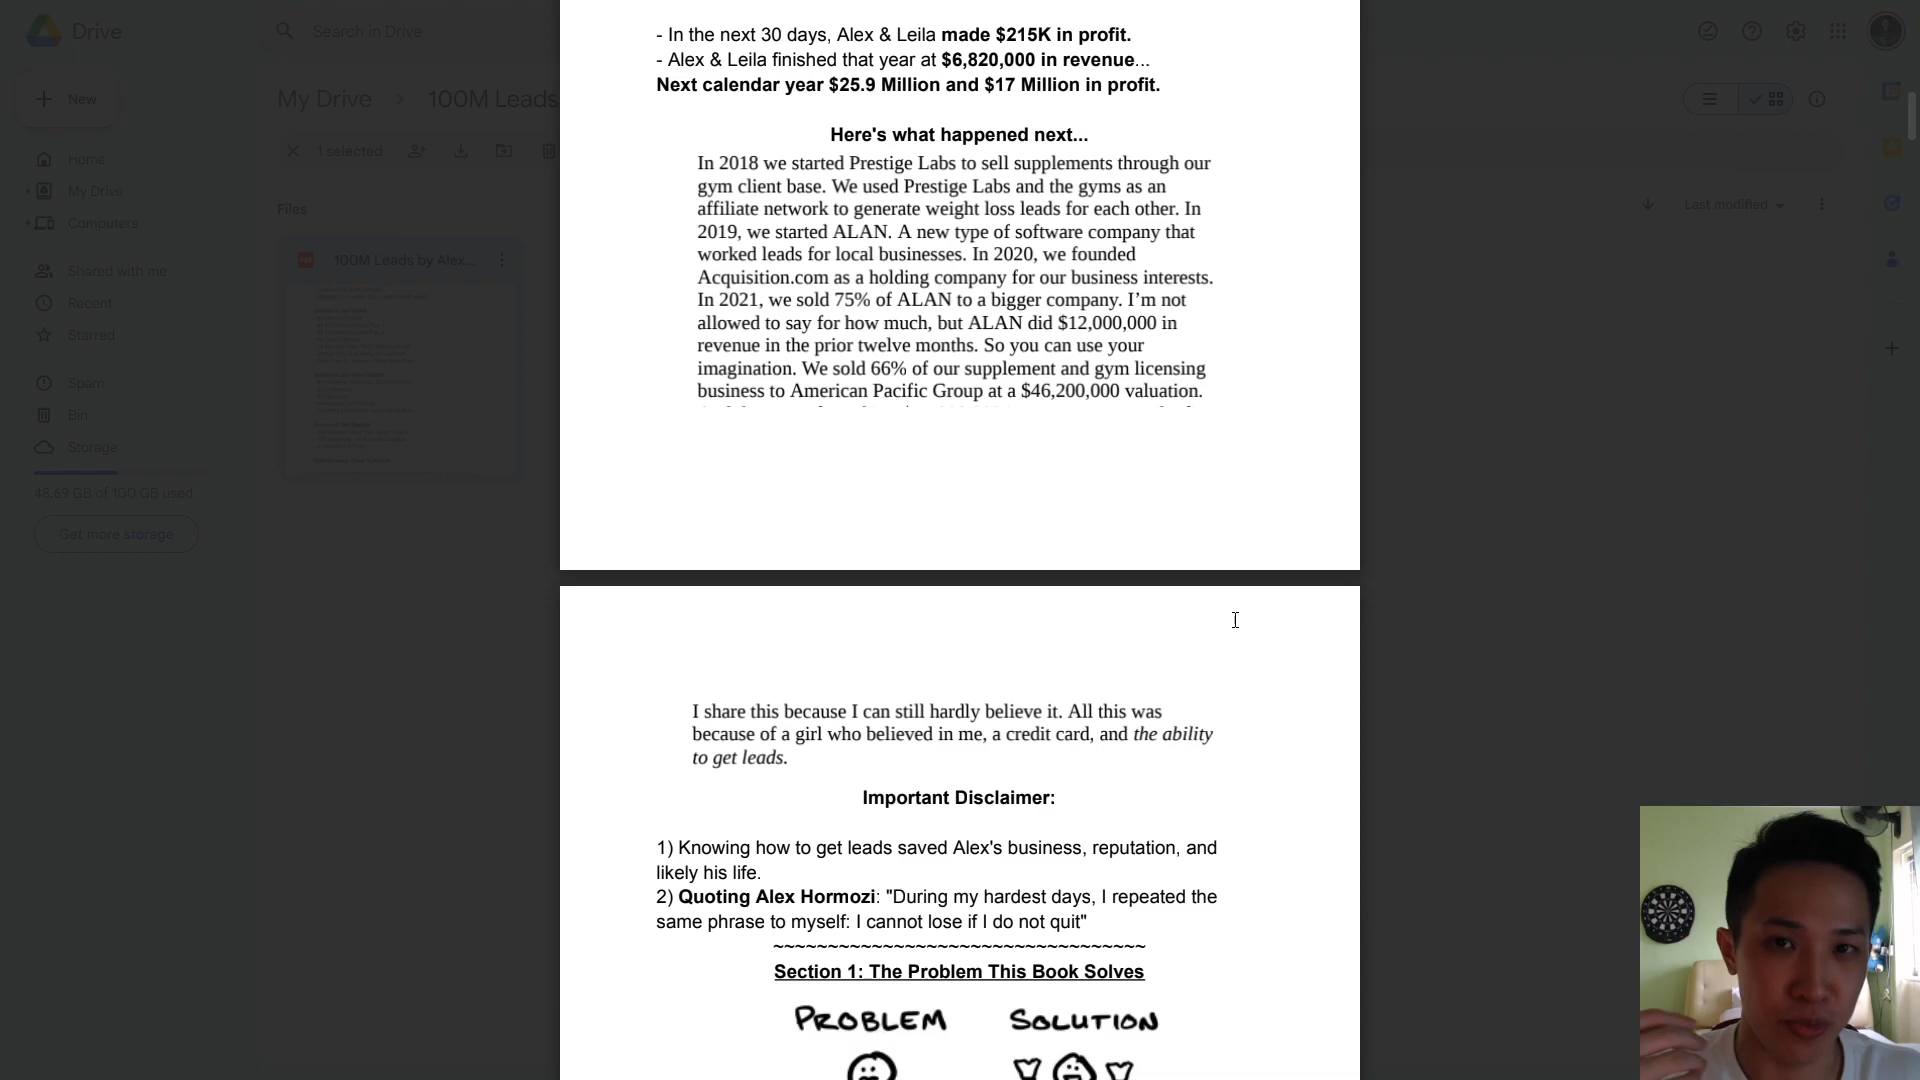 - In the next 30 days, Alex & Leila made $215K in profit.
- Alex & Leila finished that year at $6,820,000 in revenue...
Next calendar year $25.9 Million and $17 Million in profit.
Here's what happened next...
In 2018 we started Prestige Labs to sell supplements through our
gym client base. We used Prestige Labs and the gyms as an
affiliate network to generate weight loss leads for each other. In
2019, we started ALAN. A new type of software company that
worked leads for local businesses. In 2020, we founded
Acquisition.com as a holding company for our business interests.
In 2021, we sold 75% of ALAN to a bigger company. I'm not
allowed to say for how much, but ALAN did $12,000,000 in
revenue in the prior twelve months. So you can use your
imagination. We sold 66% of our supplement and gym licensing
business to American Pacific Group at a $46,200,000 valuation.
I share this because I can still hardly believe it. All this was
because of a girl who believed in me, a credit card, and the ability
to get leads.
Important Disclaimer:
1) Knowing how to get leads saved Alex's business, reputation, and
likely his life.
2) Quoting Alex Hormozi: "During my hardest days, I repeated the
same phrase to myself: I cannot lose if I do not quit"
~~~~~~~~~~~~~~~~~~~~~~~~~~~~~~~~~~
Section 1: The Problem This Book Solves
PROBLEM SOLUTION
Drive
Search in Drive
New
My Drive > 100M Leads
1 selected
Home
My Drive
Computers
Files
Last modified
100M Leads by Alex...
Shared with me
Recent
Starred
Spam
Bin
Storage
48.69 GB of 100 GB used
Get more storage